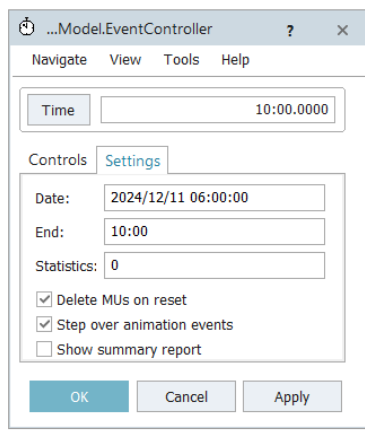 ...Model.EventController ? ×
Navigate View Tools Help
Time 10:00.0000
Controls Settings
Date: 2024/12/11 06:00:00
End: 10:00
Statistics: 0
Delete MUs on reset
Step over animation events
Show summary report
OK Cancel Apply